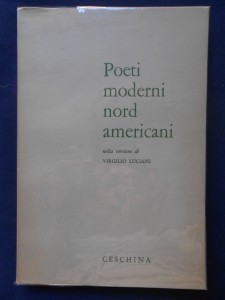 Poeti
moderni
nord
americani
nella versione di
VIRGILIO LUCIANI
CESCHINA